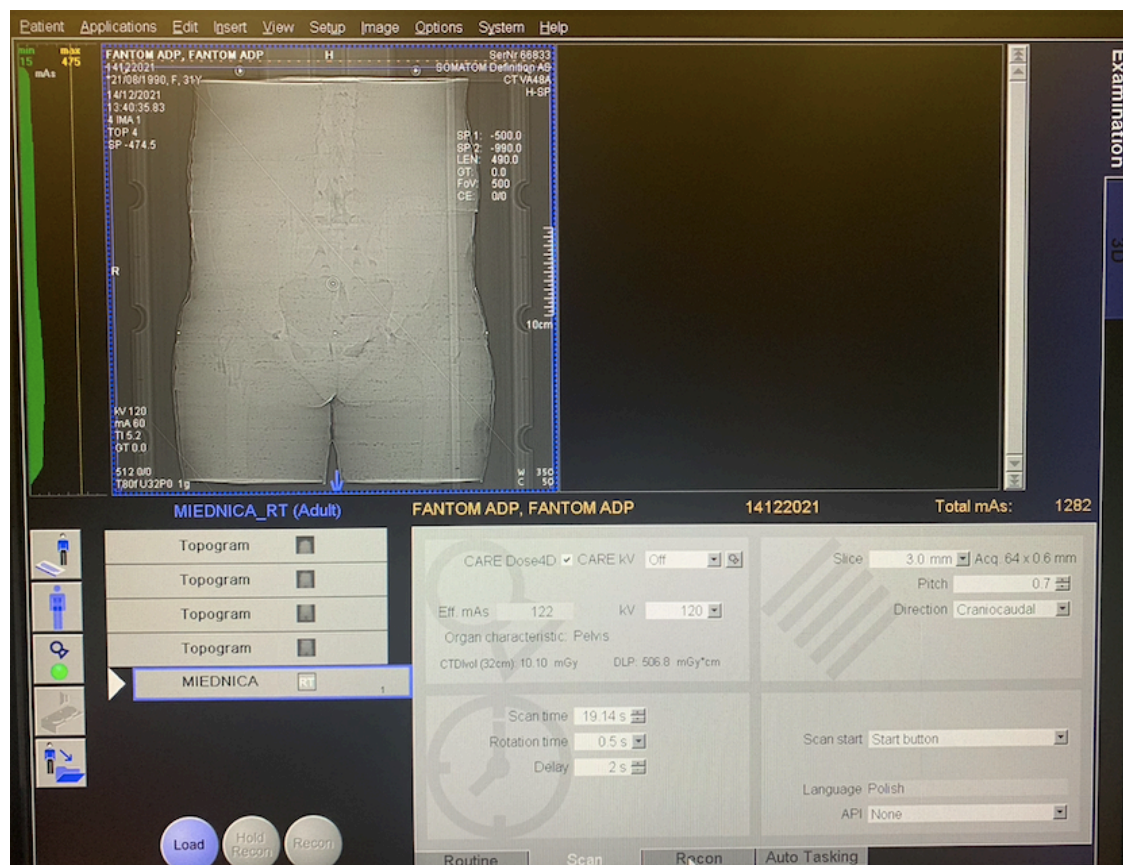 Patient Applications Edit Insert View Setup Image Options System Help
min max
15 475
mAs
FANTOM ADP, FANTOM ADP
14122021
*21/08/1990, F, 31Y
14/12/2021
13:40:35.83
4 IMA 1
TOP 4
SP -474.5
H
SerNr 66833
SOMATOM Definition AS
CT VA48A
H-SP
SP 1: -500.0
SP 2: -990.0
LEN: 490.0
GT: 0.0
FoV: 500
CE: 0/0
R
10cm
kV 120
mA 60
TI 5.2
GT 0.0
512 0/0
T80f U32P0 1g
W 350
C 50
Examination
3D
MIEDNICA_RT (Adult)
FANTOM ADP, FANTOM ADP 14122021 Total mAs: 1282
Topogram
Topogram
Topogram
Topogram
MIEDNICA RT 1
CARE Dose4D CARE kV Off
Eff. mAs 122 kV 120
Organ characteristic: Pelvis
CTDIvol (32cm): 10.10 mGy DLP: 506.8 mGy*cm
Slice 3.0 mm Acq. 64 x 0.6 mm
Pitch 0.7
Direction Craniocaudal
Scan time 19.14 s
Rotation time 0.5 s
Delay 2 s
Scan start Start button
Language Polish
API None
Load
Hold
Recon
Recon
Routine Scan Recon Auto Tasking